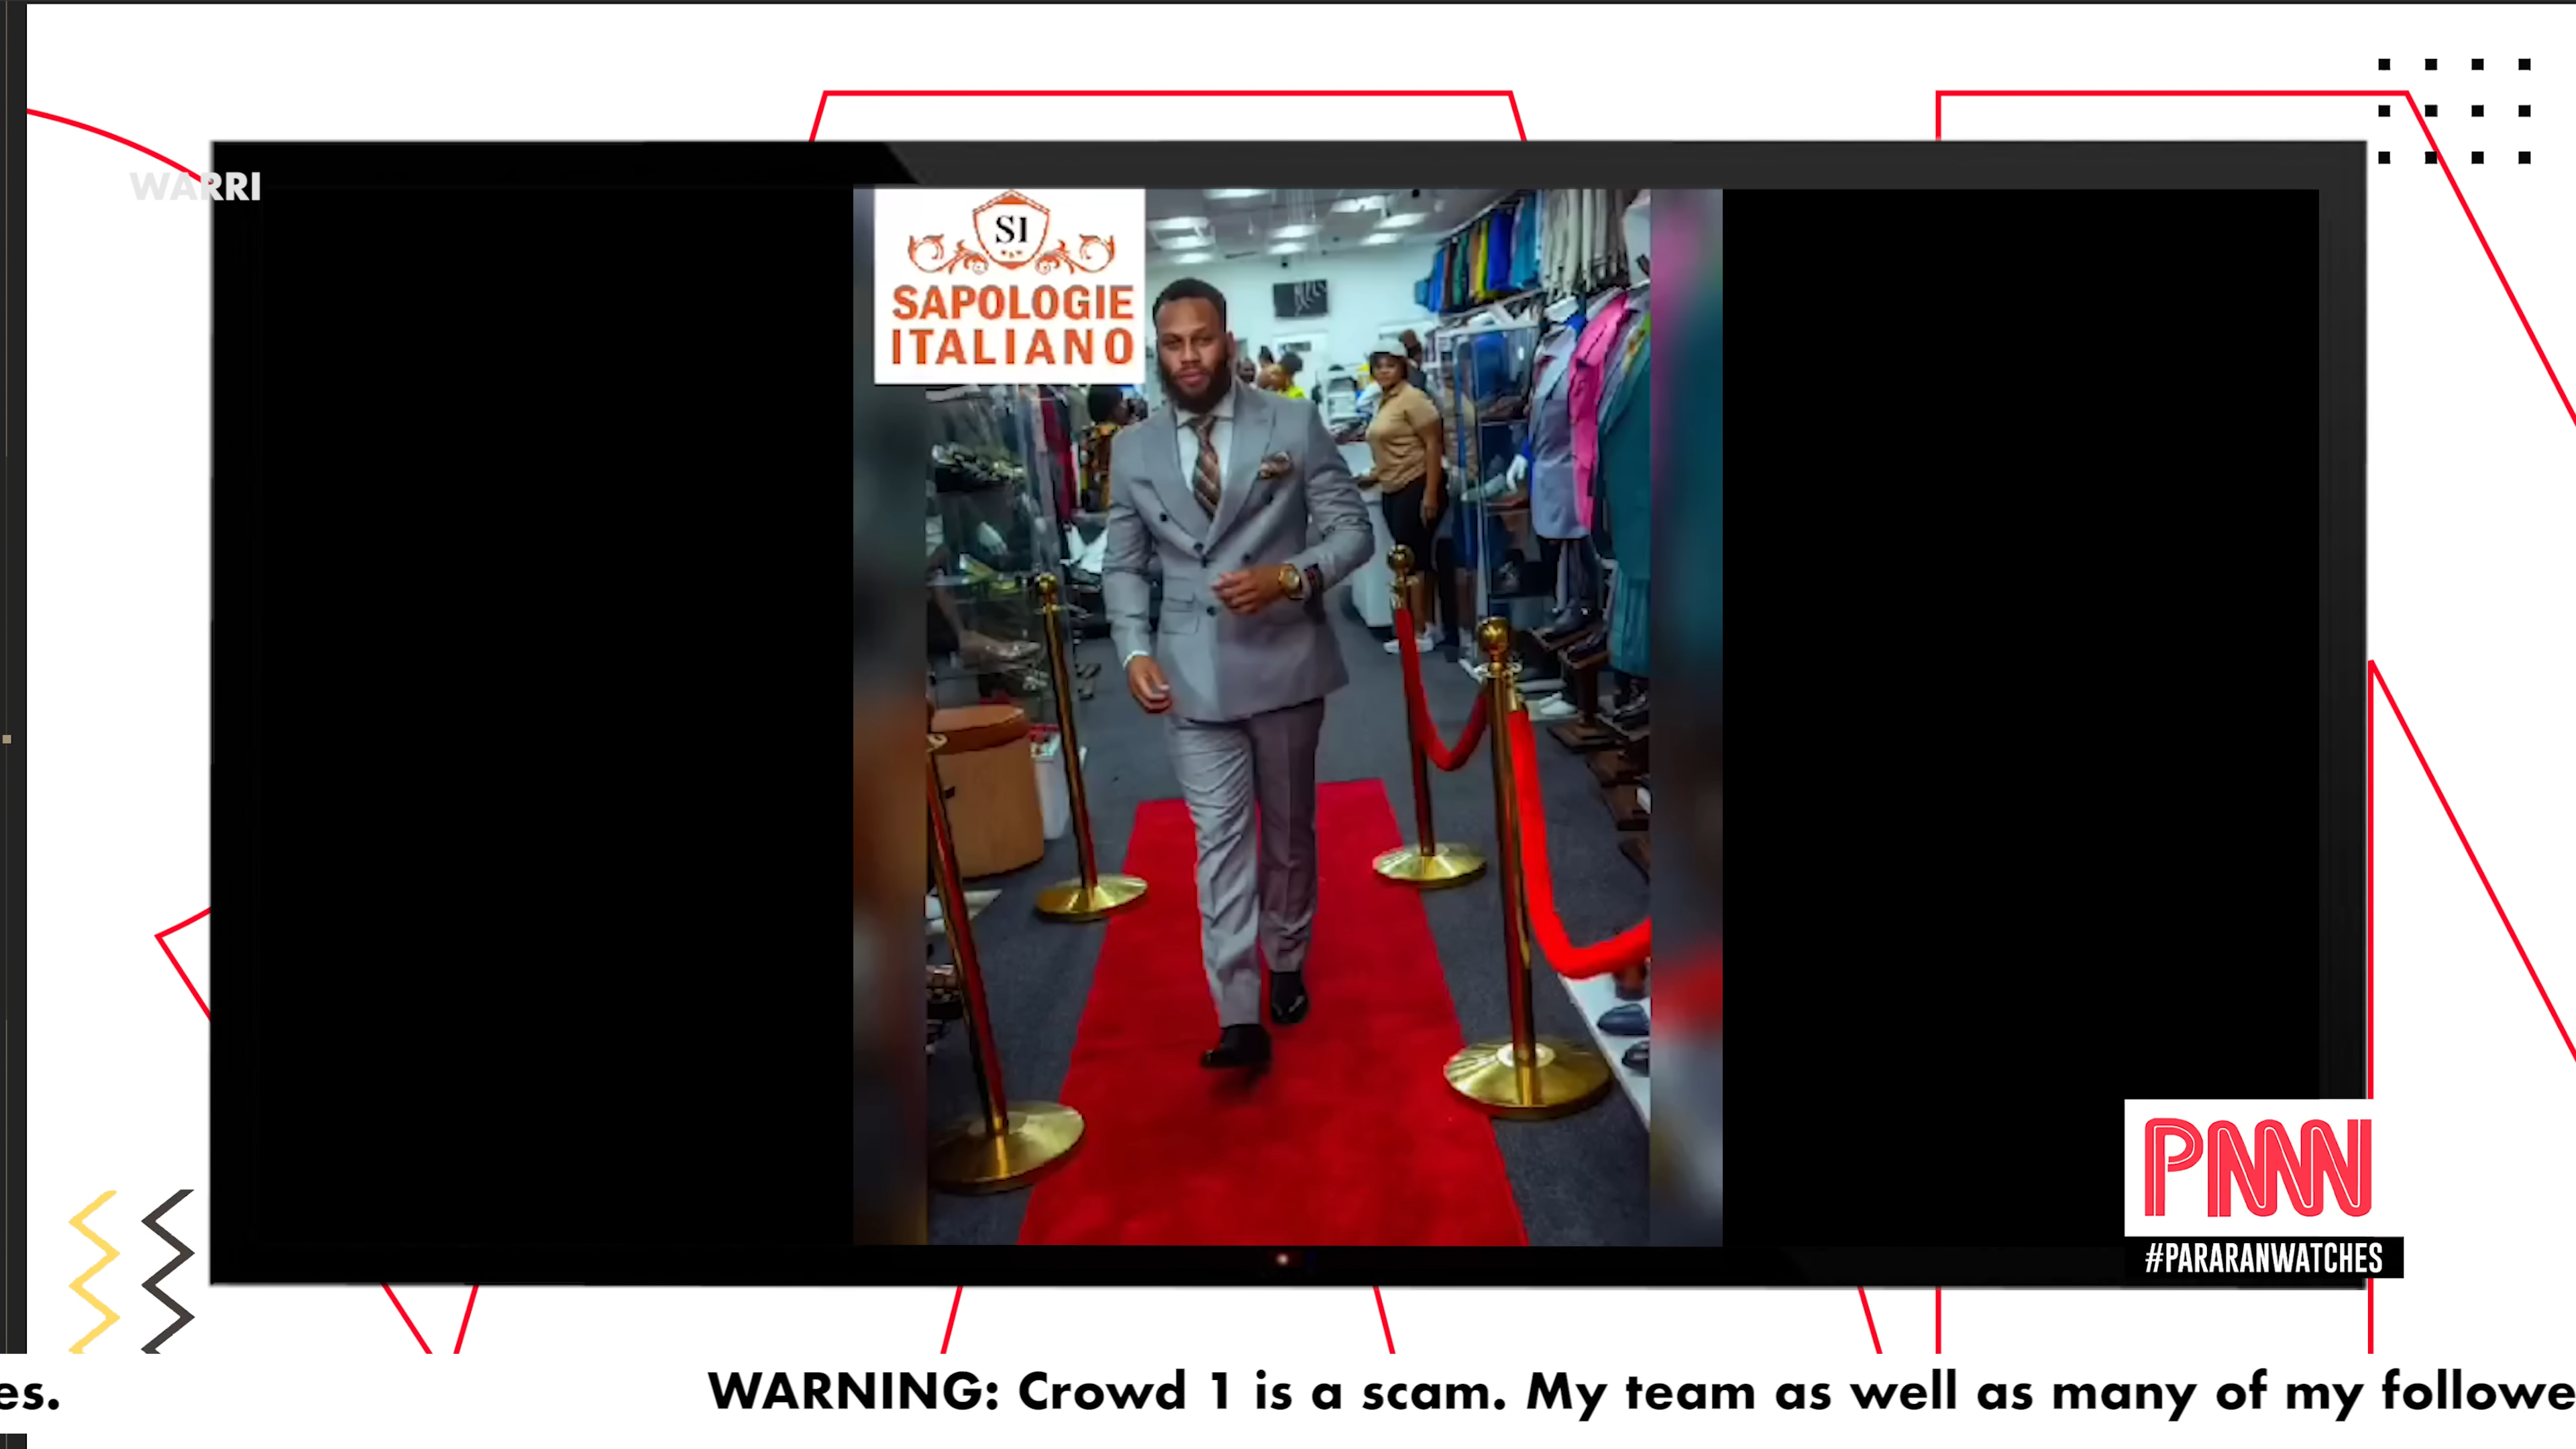 WARRI
SI
SAPOLOGIE
ITALIANO
PNNN
#PARARANWATCHES
es.
WARNING: Crowd 1 is a scam. My team as well as many of my followe